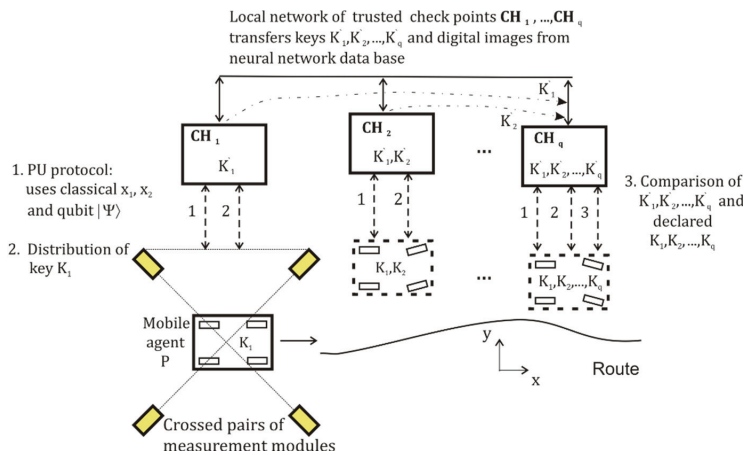 Local network of trusted check points CH₁ , ...,CH q
transfers keys K'₁,K'₂,...,K'q and digital images from
neural network data base
K'₁
K'₂
CH ₁
K'₁
CH ₂
K'₁,K'₂
...
CH q
K'₁,K'₂,...,K'q
1. PU protocol:
uses classical x₁, x₂
and qubit |Ψ⟩
1 2
1 2
1 2 3
3. Comparison of
K'₁,K'₂,...,K'q and
declared
K₁,K₂,...,Kq
2. Distribution of
key K₁
K₁,K₂
...
K₁,K₂,...,Kq
Mobile
agent
P
K₁
y
x
Route
Crossed pairs of
measurement modules